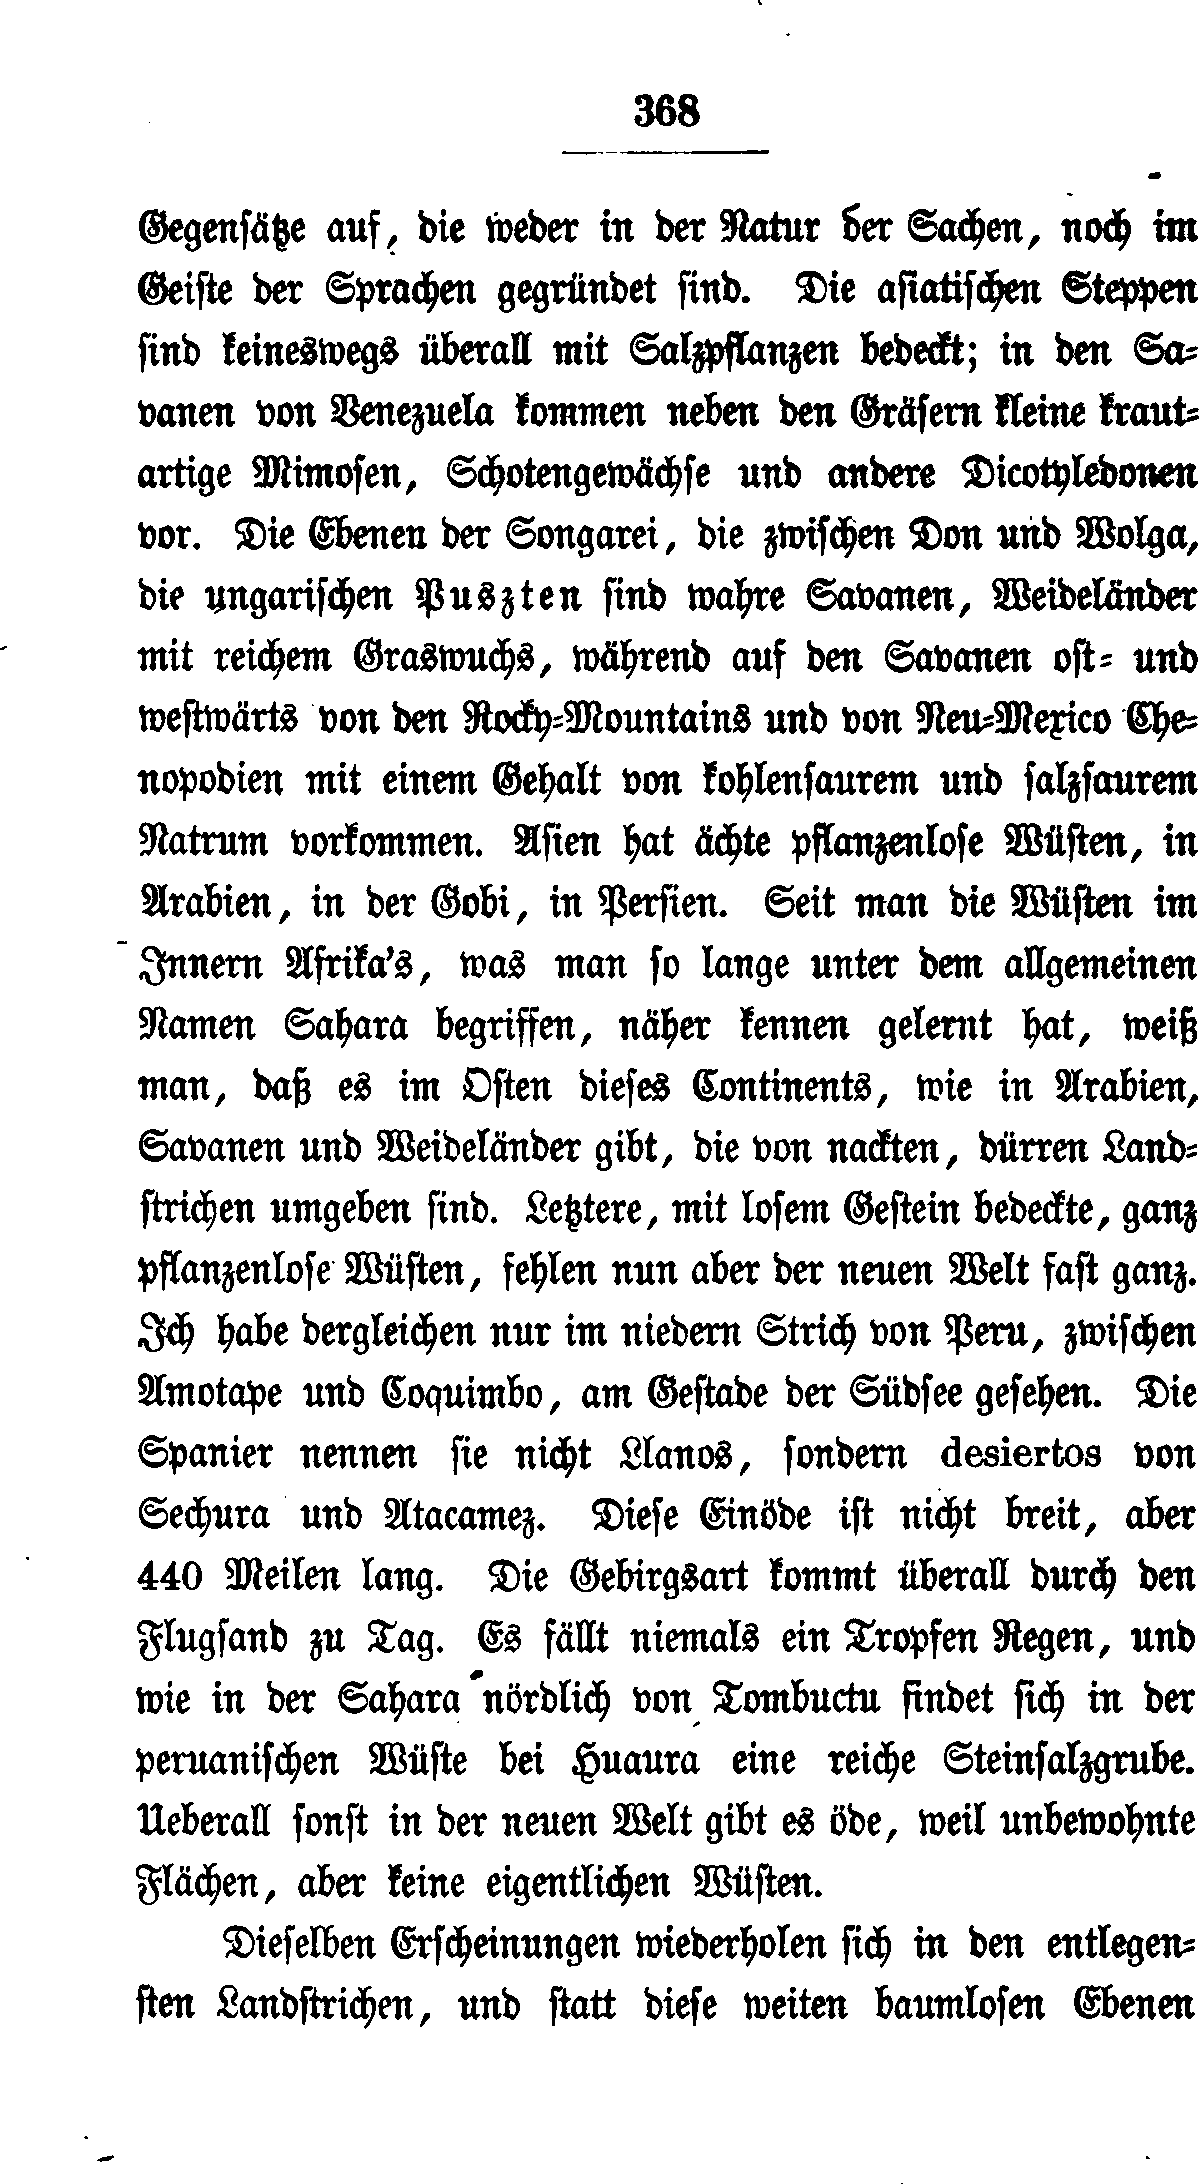 368
Gegensätze auf, die weder in der Natur der Sachen, noch im
Geiste der Sprachen gegründet sind. Die asiatischen Steppen
sind keineswegs überall mit Salzpflanzen bedeckt; in den Sa-
vanen von Venezuela kommen neben den Gräsern kleine kraut-
artige Mimosen, Schotengewächse und andere Dicotyledonen
vor. Die Ebenen der Songarei, die zwischen Don und Wolga,
die ungarischen Puszten sind wahre Savanen, Weideländer
mit reichem Graswuchs, während auf den Savanen ost- und
westwärts von den Rocky-Mountains und von Neu-Mexico Che-
nopodien mit einem Gehalt von kohlensaurem und salzsaurem
Natrum vorkommen. Asien hat ächte pflanzenlose Wüsten, in
Arabien, in der Gobi, in Persien. Seit man die Wüsten im
Innern Afrika's, was man so lange unter dem allgemeinen
Namen Sahara begriffen, näher kennen gelernt hat, weiß
man, daß es im Osten dieses Continents, wie in Arabien,
Savanen und Weideländer gibt, die von nackten, dürren Land-
strichen umgeben sind. Letztere, mit losem Gestein bedeckte, ganz
pflanzenlose Wüsten, fehlen nun aber der neuen Welt fast ganz.
Ich habe dergleichen nur im niedern Strich von Peru, zwischen
Amotape und Coquimbo, am Gestade der Südsee gesehen. Die
Spanier nennen sie nicht Llanos, sondern desiertos von
Sechura und Atacamez. Diese Einöde ist nicht breit, aber
440 Meilen lang. Die Gebirgsart kommt überall durch den
Flugsand zu Tag. Es fällt niemals ein Tropfen Regen, und
wie in der Sahara nördlich von Tombuctu findet sich in der
peruanischen Wüste bei Huaura eine reiche Steinsalzgrube.
Ueberall sonst in der neuen Welt gibt es öde, weil unbewohnte
Flächen, aber keine eigentlichen Wüsten.
Dieselben Erscheinungen wiederholen sich in den entlegen-
sten Landstrichen, und statt diese weiten baumlosen Ebenen